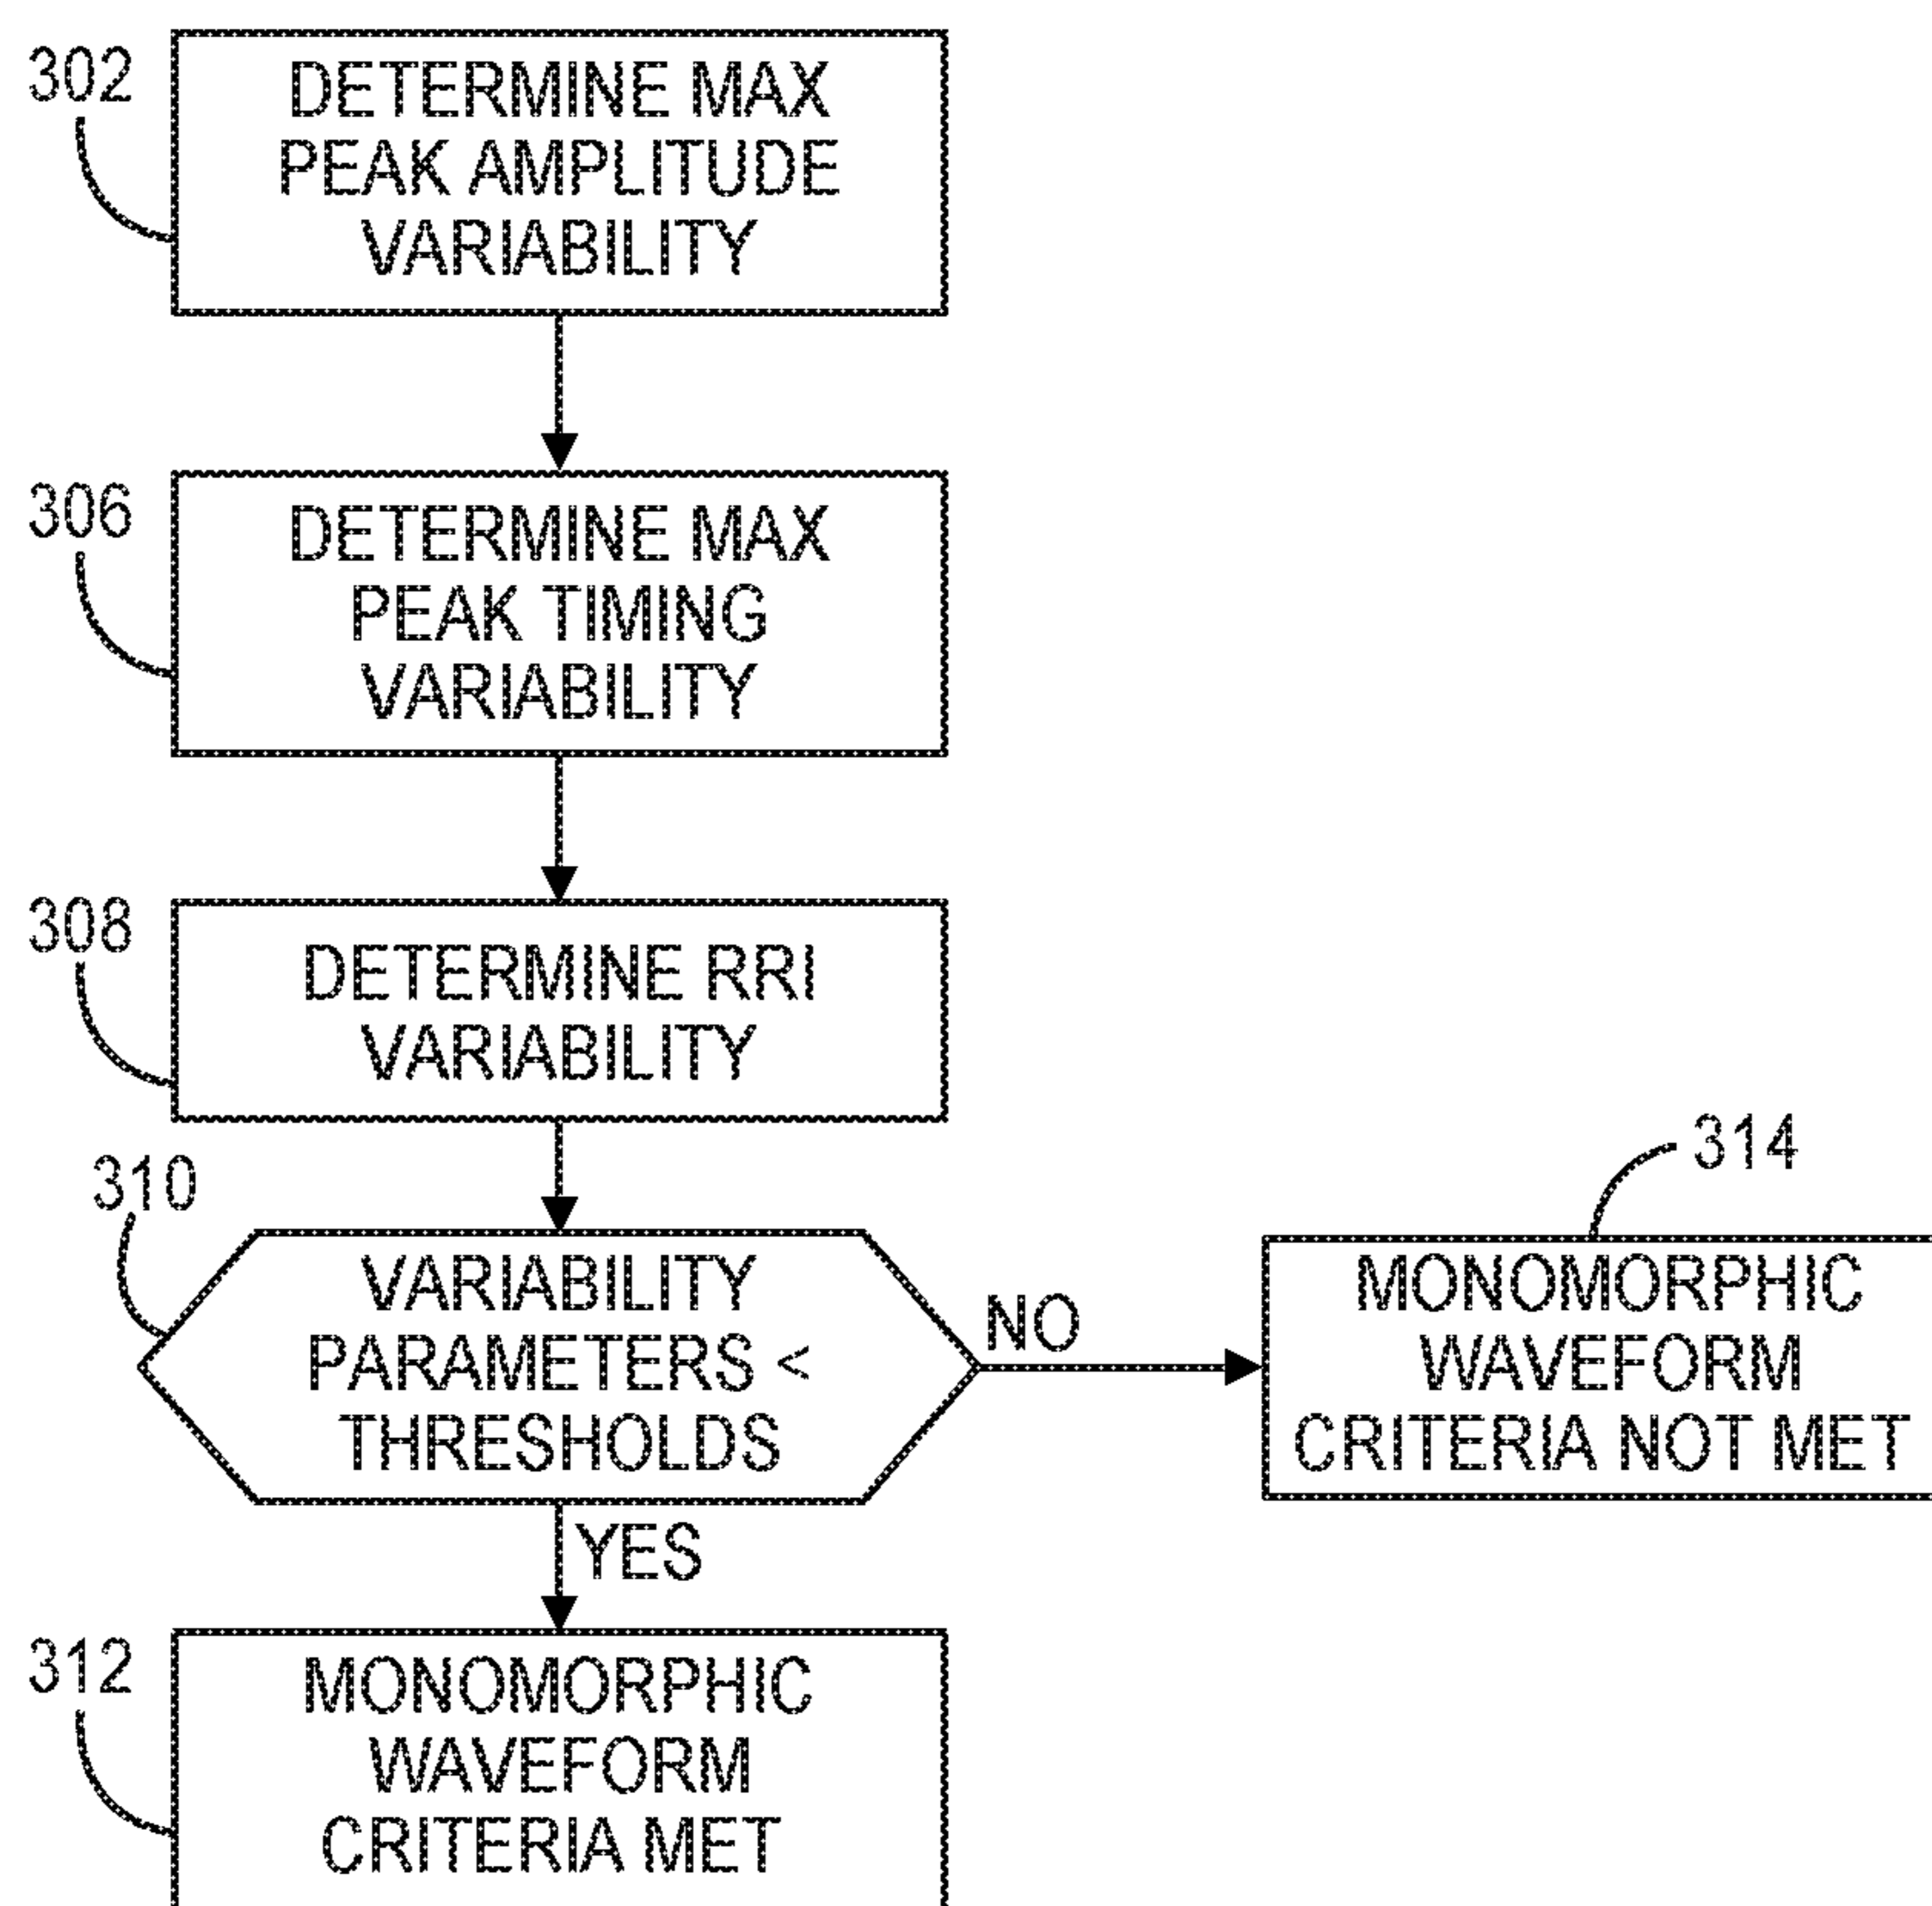 302
DETERMINE MAX
PEAK AMPLITUDE
VARIABILITY
306
DETERMINE MAX
PEAK TIMING
VARIABILITY
308
DETERMINE RRI
VARIABILITY
310
VARIABILITY
PARAMETERS <
THRESHOLDS
NO
314
MONOMORPHIC
WAVEFORM
CRITERIA NOT MET
YES
312
MONOMORPHIC
WAVEFORM
CRITERIA MET